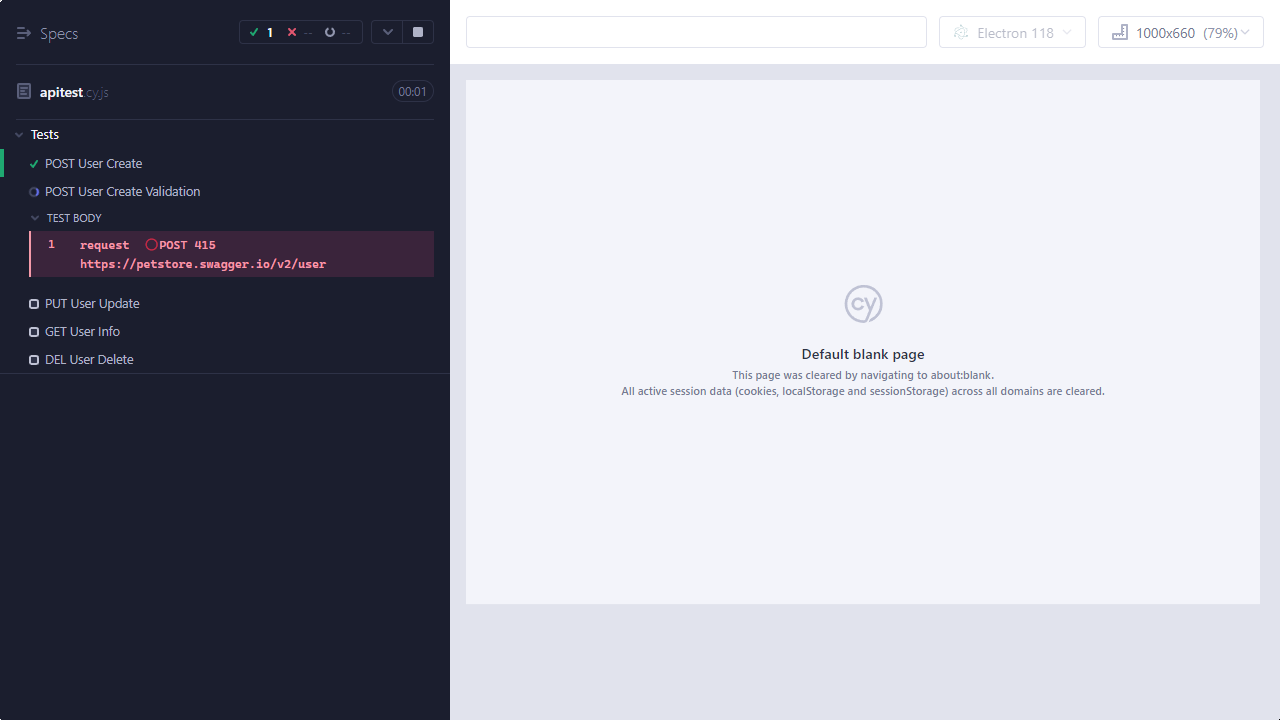 Specs
1
--
--
Electron 118
1000x660 (79%)
apitest.cy.js
00:01
Tests
POST User Create
POST User Create Validation
TEST BODY
1 request POST 415
https://petstore.swagger.io/v2/user
PUT User Update
GET User Info
DEL User Delete
cy
Default blank page
This page was cleared by navigating to about:blank.
All active session data (cookies, localStorage and sessionStorage) across all domains are cleared.